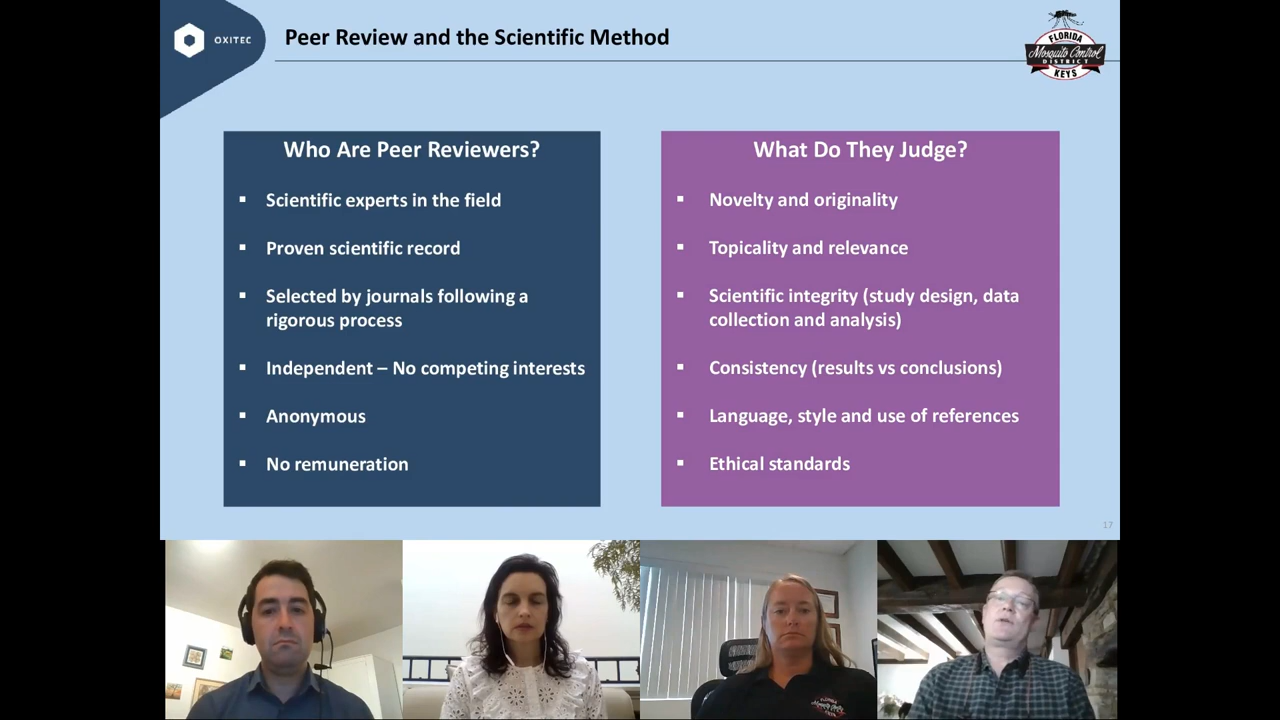 OXITEC
Peer Review and the Scientific Method
FLORIDA
Mosquito Control
DISTRICT
KEYS
Who Are Peer Reviewers?
▪ Scientific experts in the field
▪ Proven scientific record
▪ Selected by journals following a
rigorous process
▪ Independent – No competing interests
▪ Anonymous
▪ No remuneration
What Do They Judge?
▪ Novelty and originality
▪ Topicality and relevance
▪ Scientific integrity (study design, data
collection and analysis)
▪ Consistency (results vs conclusions)
▪ Language, style and use of references
▪ Ethical standards
17